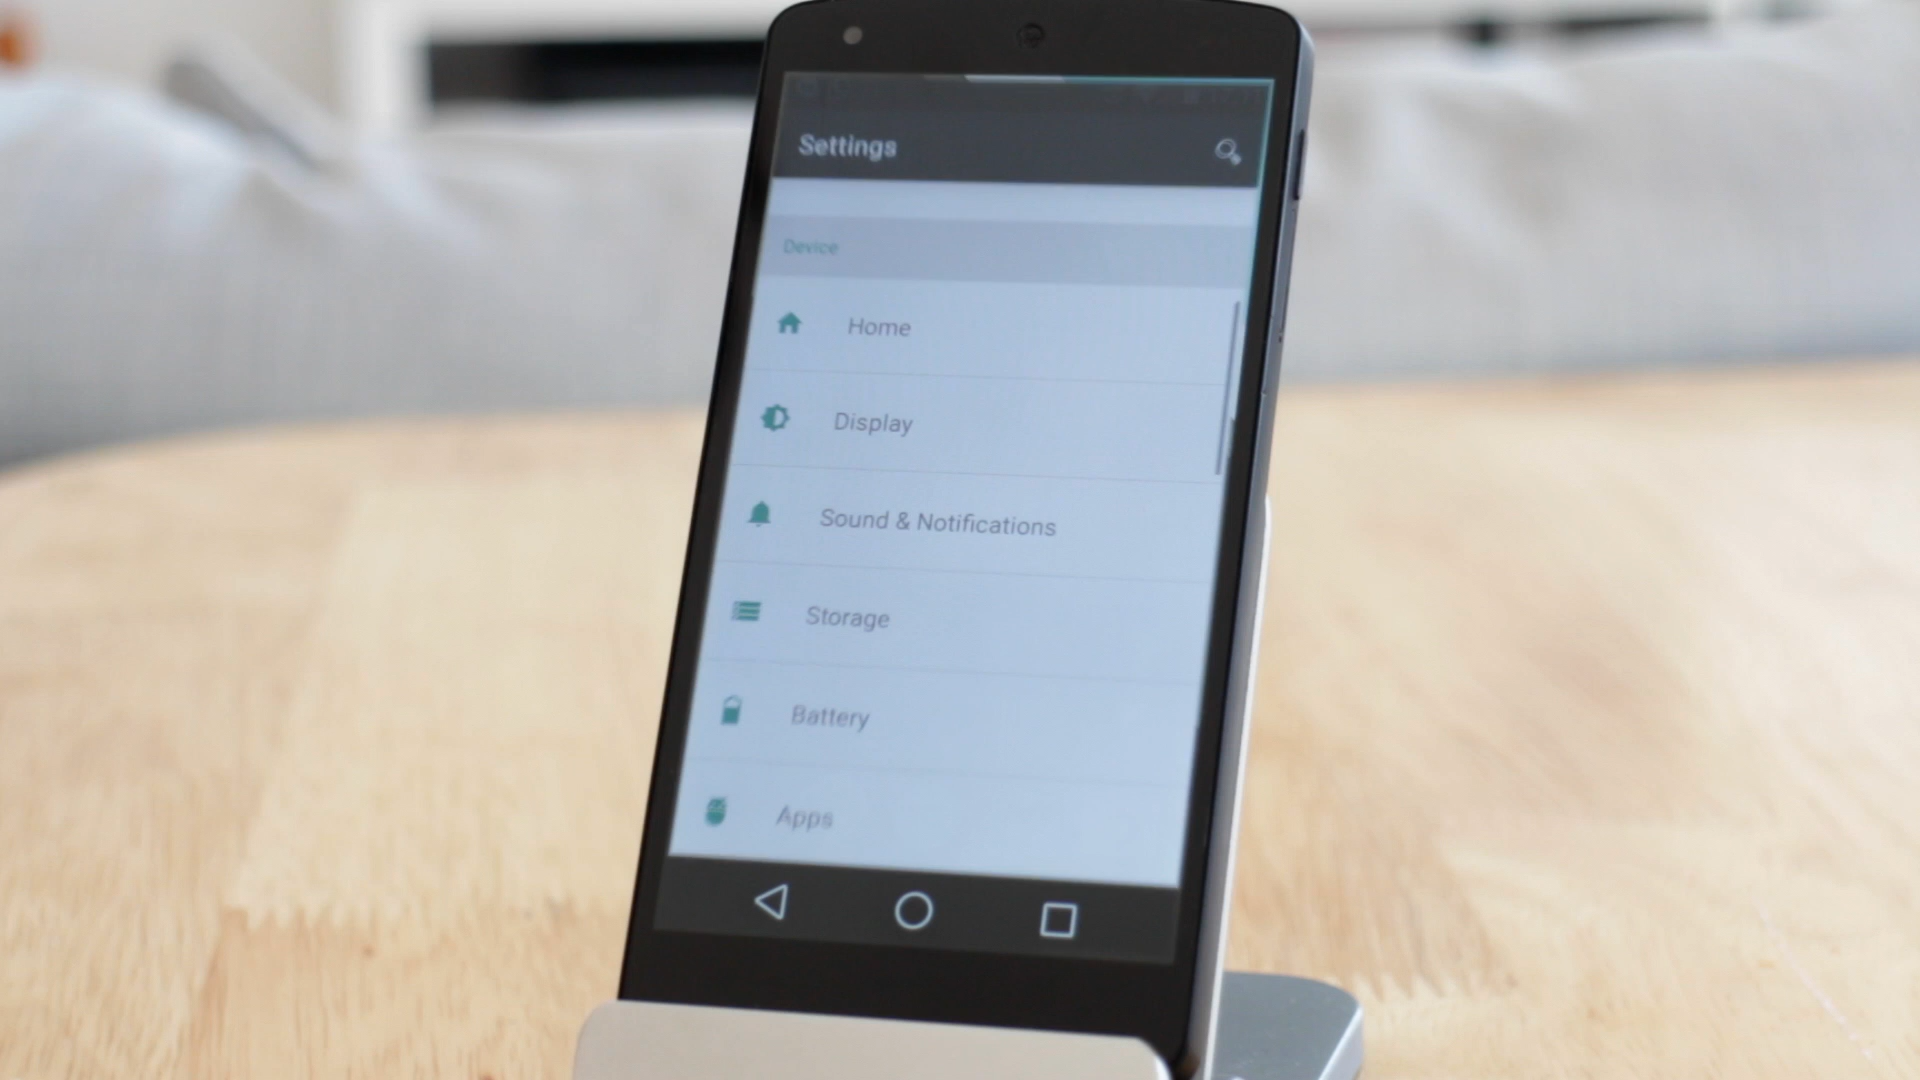 Settings
Device
Home
Display
Sound & Notifications
Storage
Battery
Apps